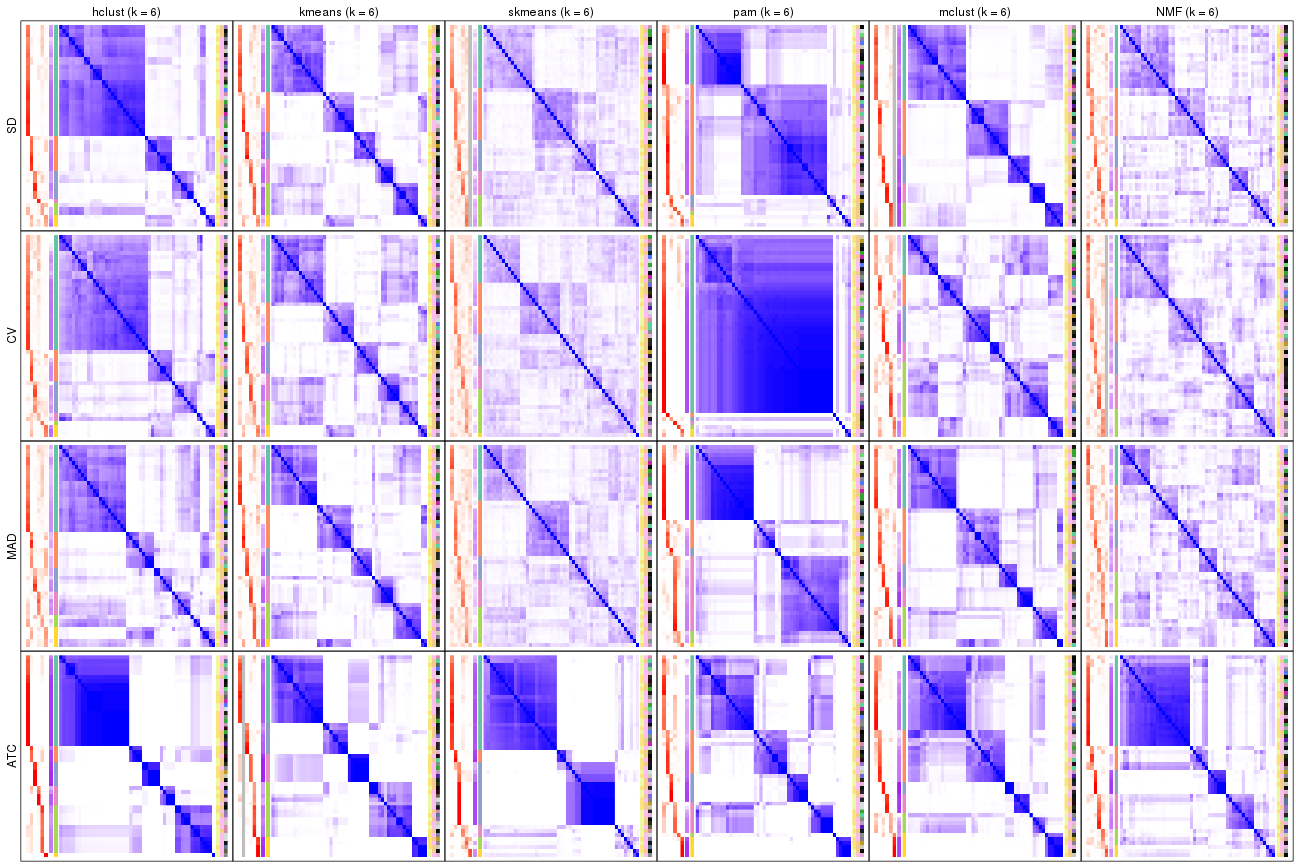 hclust (k = 6)
kmeans (k = 6)
skmeans (k = 6)
pam (k = 6)
mclust (k = 6)
NMF (k = 6)
SD
CV
MAD
ATC